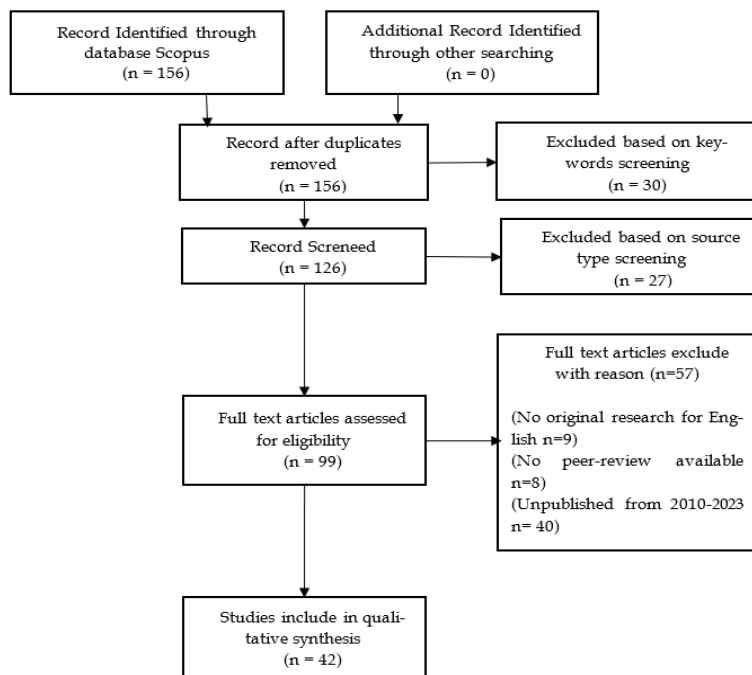 Record Identified through
database Scopus
(n = 156)
Additional Record Identified
through other searching
(n = 0)
Record after duplicates
removed
(n = 156)
Excluded based on key-
words screening
(n = 30)
Record Screneed
(n = 126)
Excluded based on source
type screening
(n = 27)
Full text articles assessed
for eligibility
(n = 99)
Full text articles exclude
with reason (n=57)
(No original research for Eng-
lish n=9)
(No peer-review available
n=8)
(Unpublished from 2010-2023
n= 40)
Studies include in quali-
tative synthesis
(n = 42)